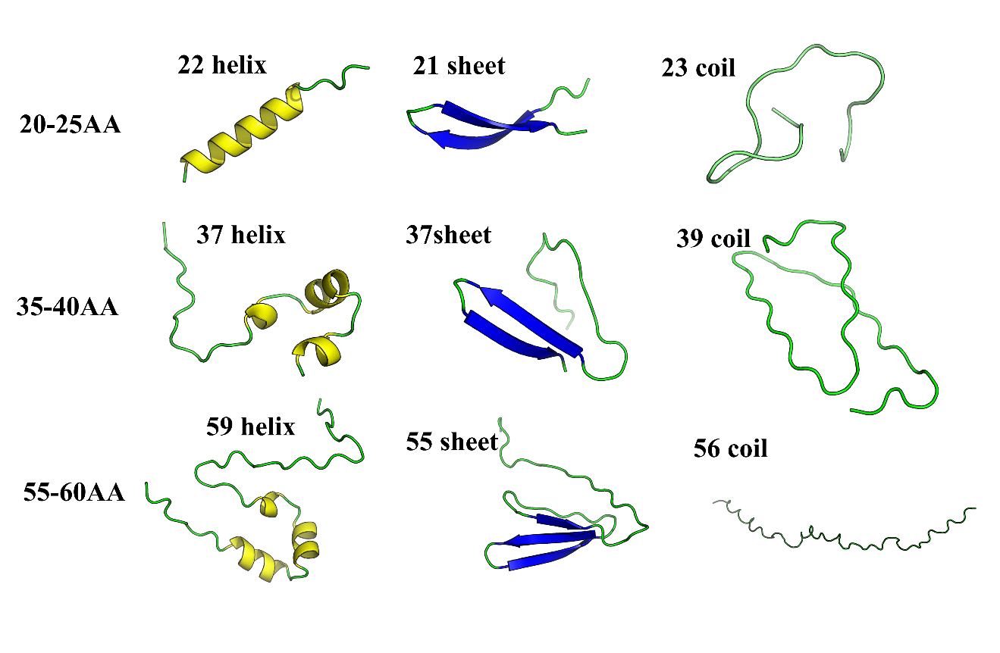 22 helix
21 sheet
23 coil
20-25AA
37 helix
37sheet
39 coil
35-40AA
59 helix
55 sheet
56 coil
55-60AA